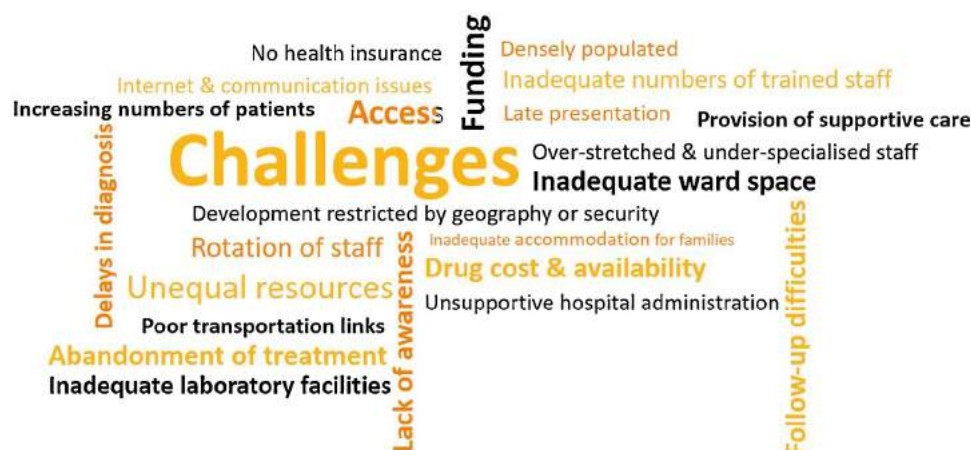 No health insurance
Funding
Densely populated
Internet & communication issues
Inadequate numbers of trained staff
Increasing numbers of patients
Access
Late presentation
Provision of supportive care
Challenges
Over-stretched & under-specialised staff
Inadequate ward space
Delays in diagnosis
Development restricted by geography or security
Rotation of staff
Inadequate accommodation for families
Drug cost & availability
Unequal resources
Unsupportive hospital administration
Poor transportation links
Abandonment of treatment
Inadequate laboratory facilities
Lack of awareness
Follow-up difficulties